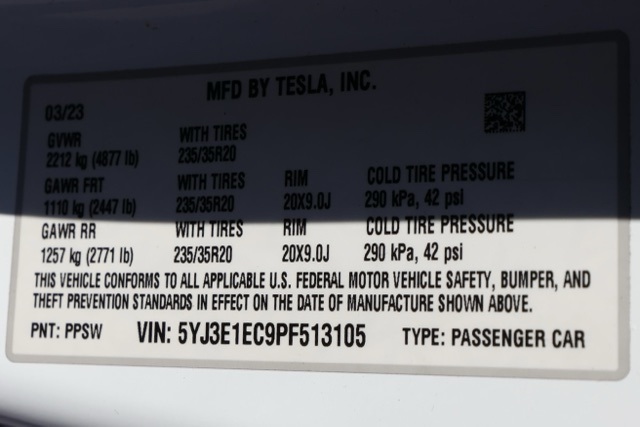 MFD BY TESLA, INC.
03/23
GVWR WITH TIRES
2212 kg (4877 lb) 235/35R20
GAWR FRT WITH TIRES RIM COLD TIRE PRESSURE
1110 kg (2447 lb) 235/35R20 20X9.0J 290 kPa, 42 psi
GAWR RR WITH TIRES RIM COLD TIRE PRESSURE
1257 kg (2771 lb) 235/35R20 20X9.0J 290 kPa, 42 psi
THIS VEHICLE CONFORMS TO ALL APPLICABLE U.S. FEDERAL MOTOR VEHICLE SAFETY, BUMPER, AND
THEFT PREVENTION STANDARDS IN EFFECT ON THE DATE OF MANUFACTURE SHOWN ABOVE.
PNT: PPSW VIN: 5YJ3E1EC9PF513105 TYPE: PASSENGER CAR